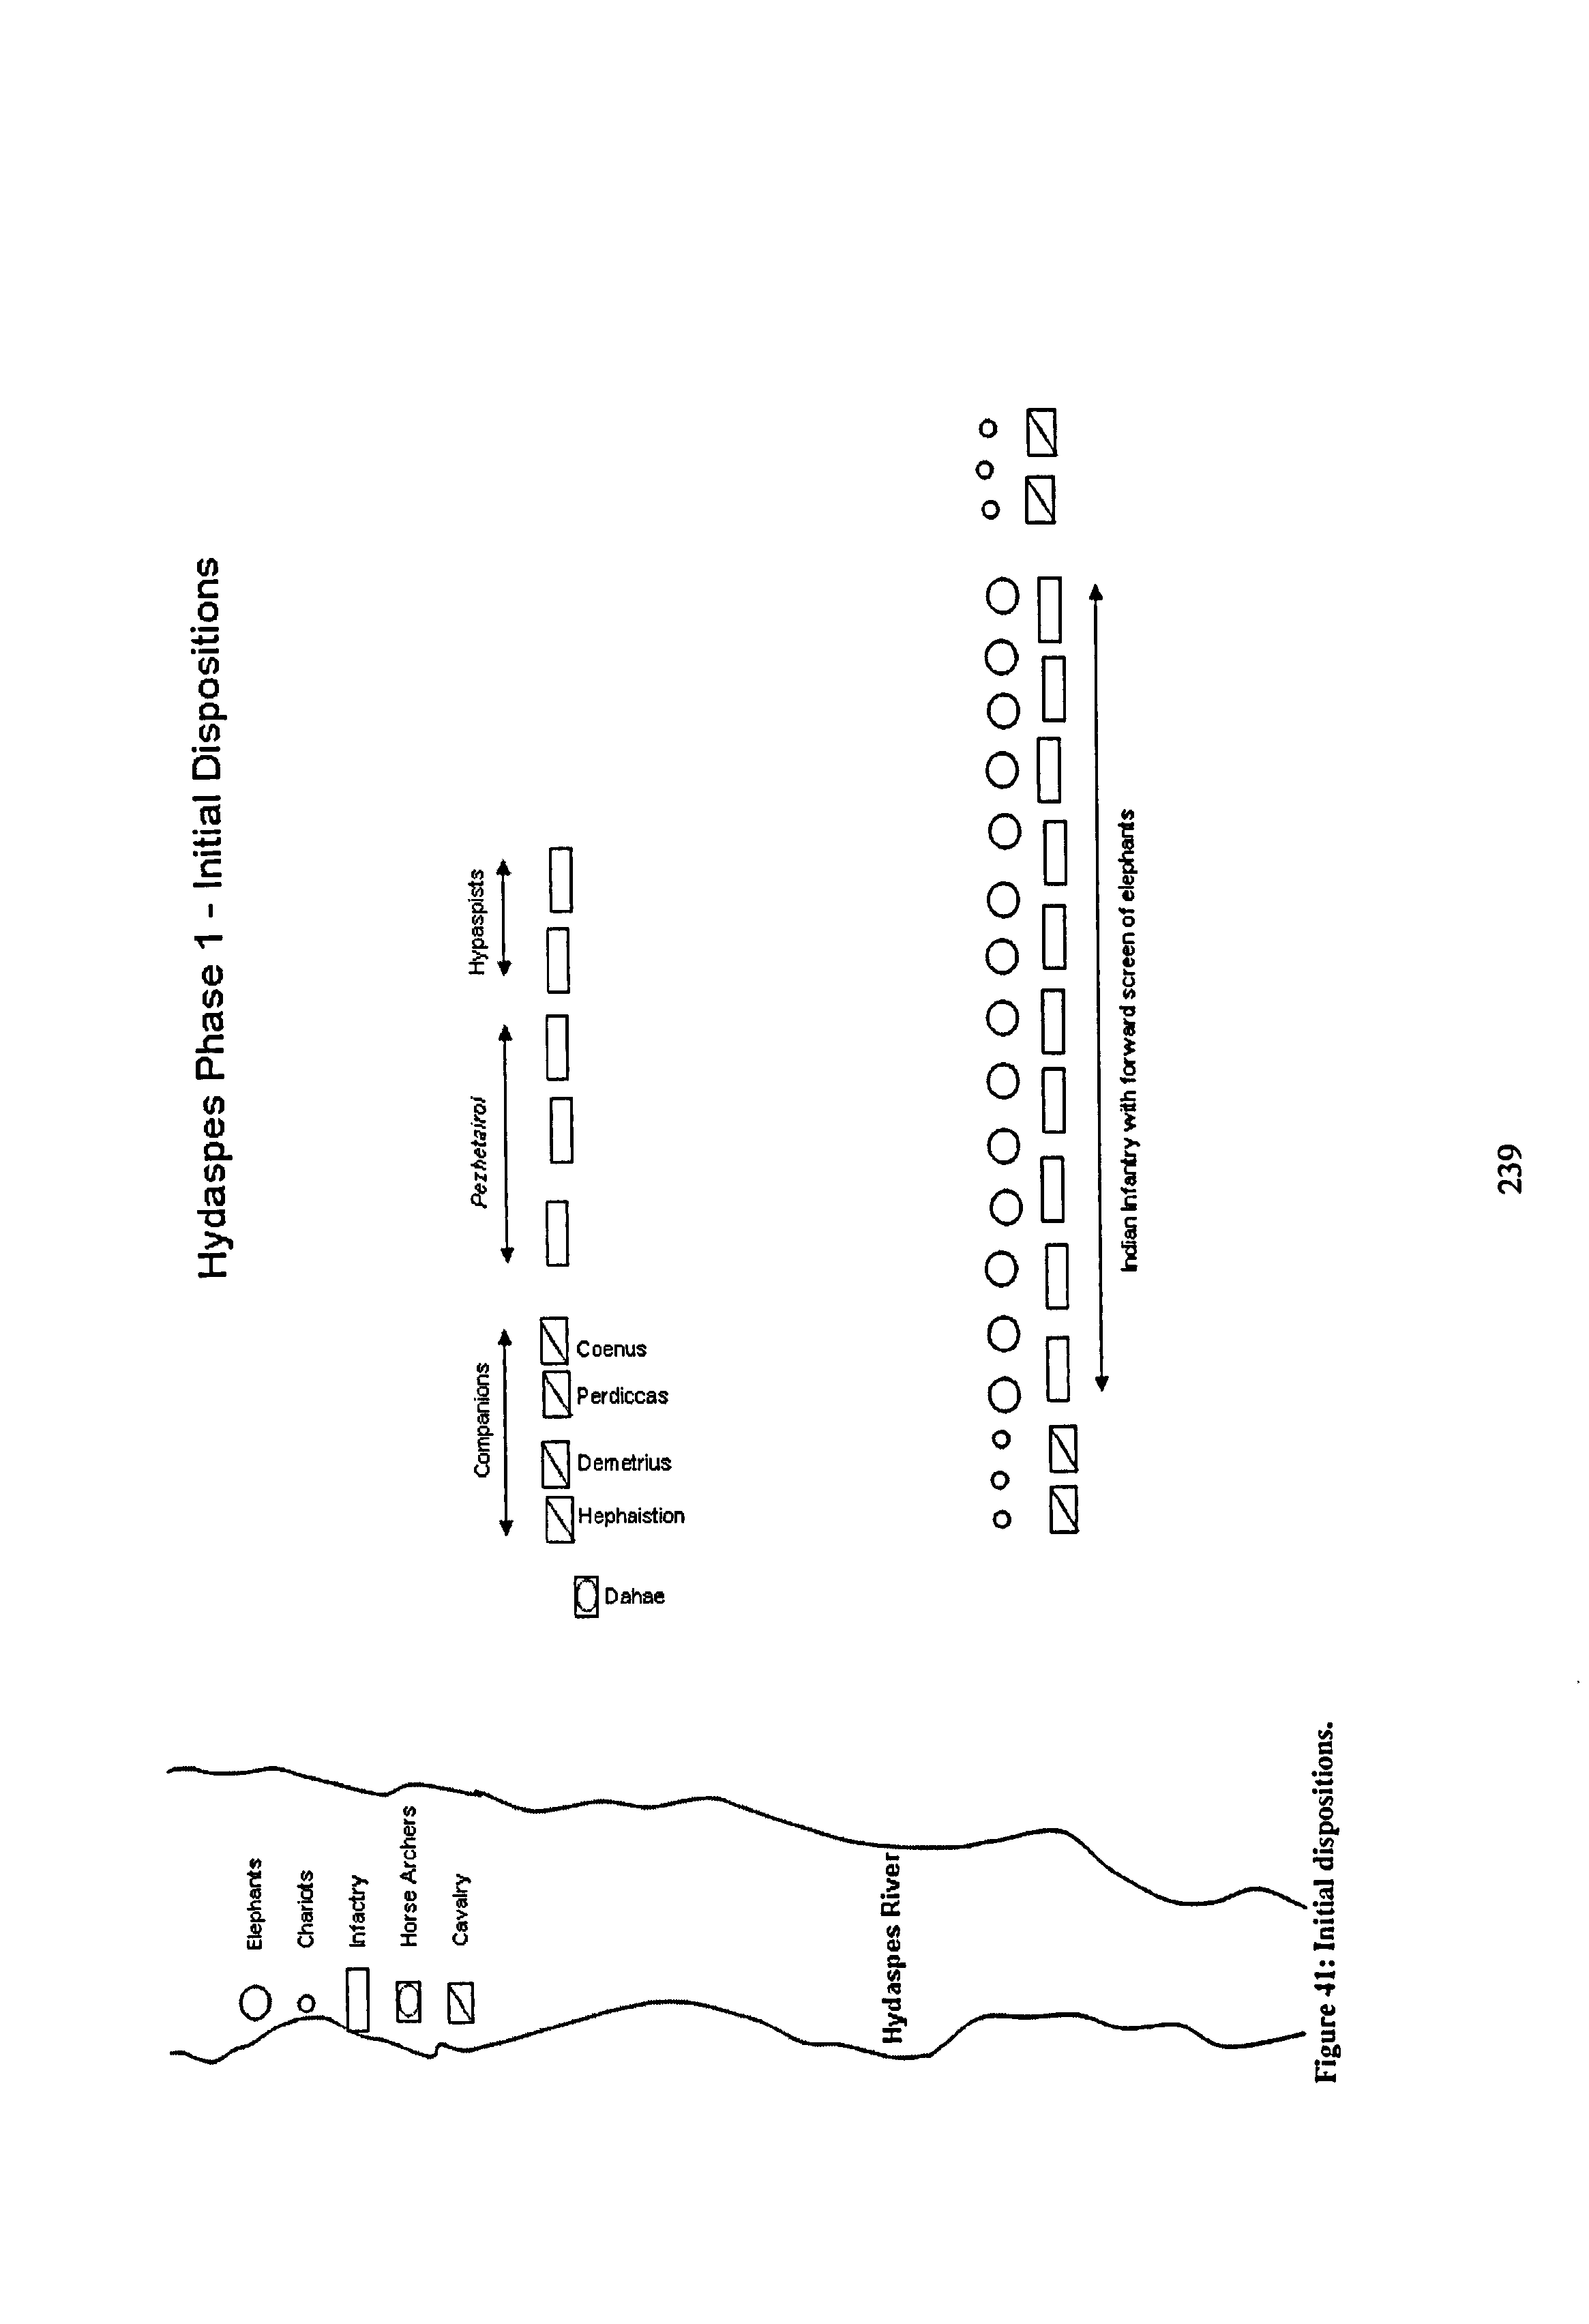 Hydaspes Phase 1 - Initial Dispositions
Elephants
Chariots
Infactry
Horse Archers
Cavalry
Companions
Pezhetairoi
Hypaspists
Coenus
Perdiccas
Demetrius
Hephaistion
Dahae
Hydaspes River
Indian Infantry with forward screen of elephants
Figure 41: Initial dispositions.
239